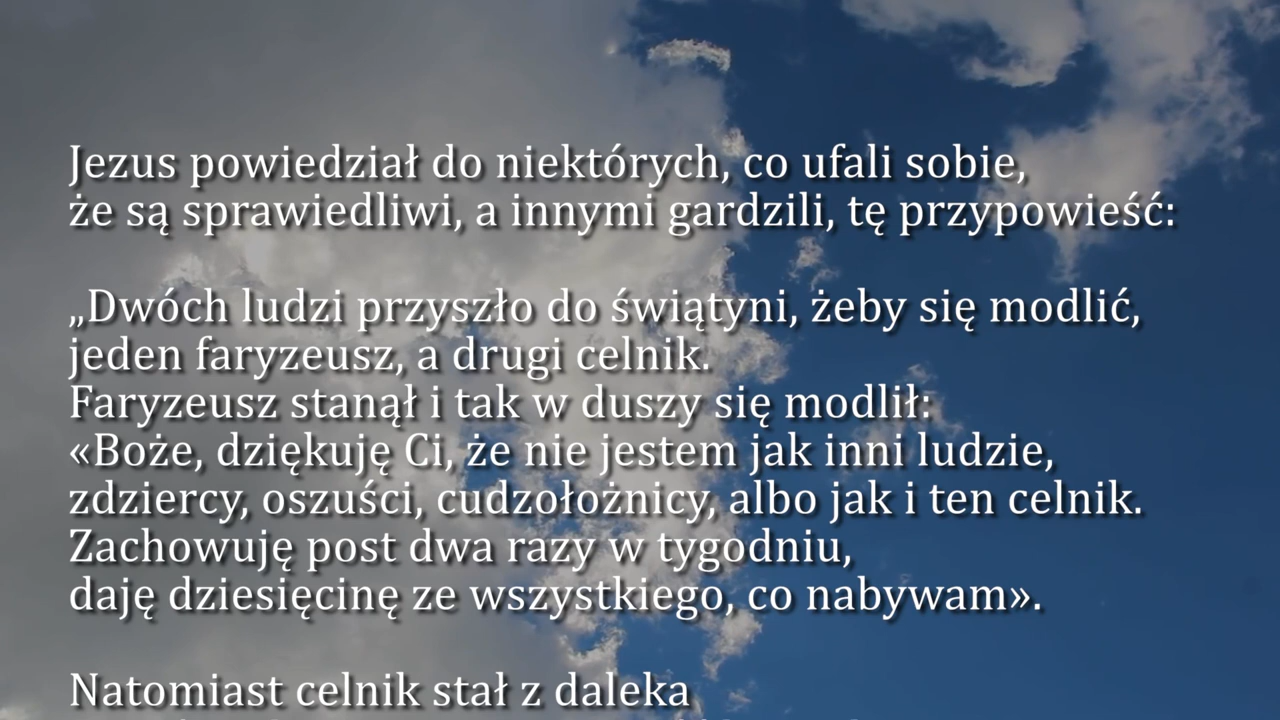 Jezus powiedział do niektórych, co ufali sobie,
że są sprawiedliwi, a innymi gardzili, tę przypowieść:
„Dwóch ludzi przyszło do świątyni, żeby się modlić,
jeden faryzeusz, a drugi celnik.
Faryzeusz stanął i tak w duszy się modlił:
«Boże, dziękuję Ci, że nie jestem jak inni ludzie,
zdziercy, oszuści, cudzołożnicy, albo jak i ten celnik.
Zachowuję post dwa razy w tygodniu,
daję dziesięcinę ze wszystkiego, co nabywam».
Natomiast celnik stał z daleka